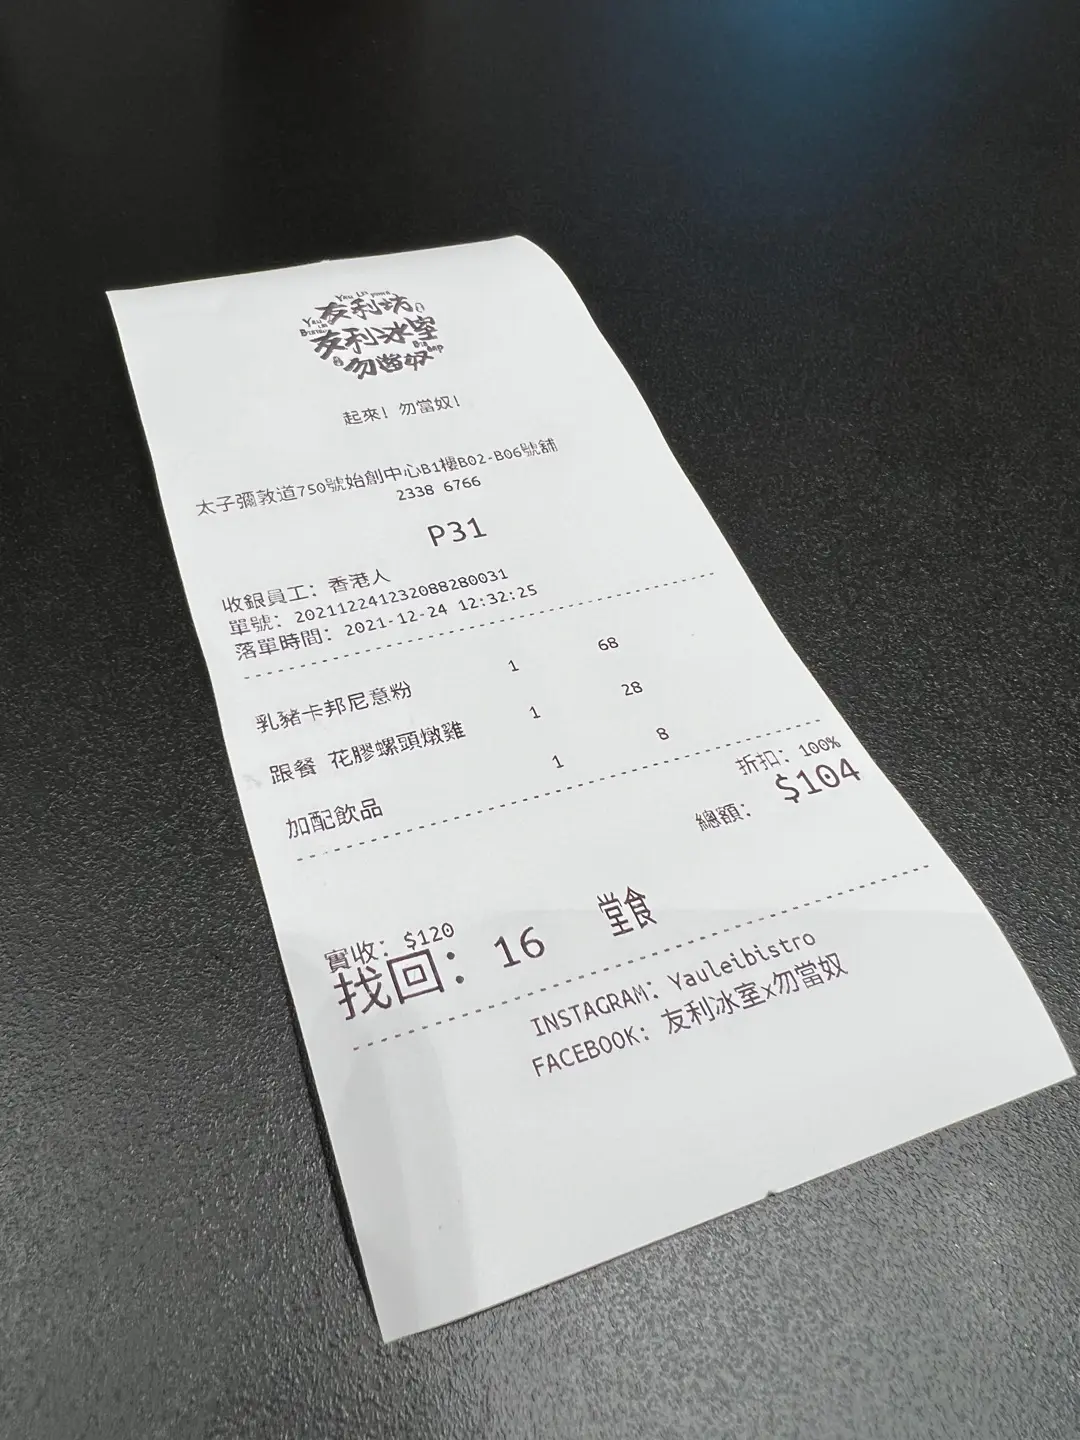 友利坊
友利冰室
勿當奴
起來! 勿當奴!
太子彌敦道750號始創中心B1樓B02-B06號舖
2338 6766
P31
收銀員工: 香港人
單號: 202112241232088280031
落單時間: 2021-12-24 12:32:25
乳豬卡邦尼意粉 1 68
跟餐 花膠螺頭燉雞 1 28
加配飲品 1 8
折扣: 100%
總額: $104
實收: $120
找回: 16 堂食
INSTAGRAM: Yauleibistro
FACEBOOK: 友利冰室x勿當奴